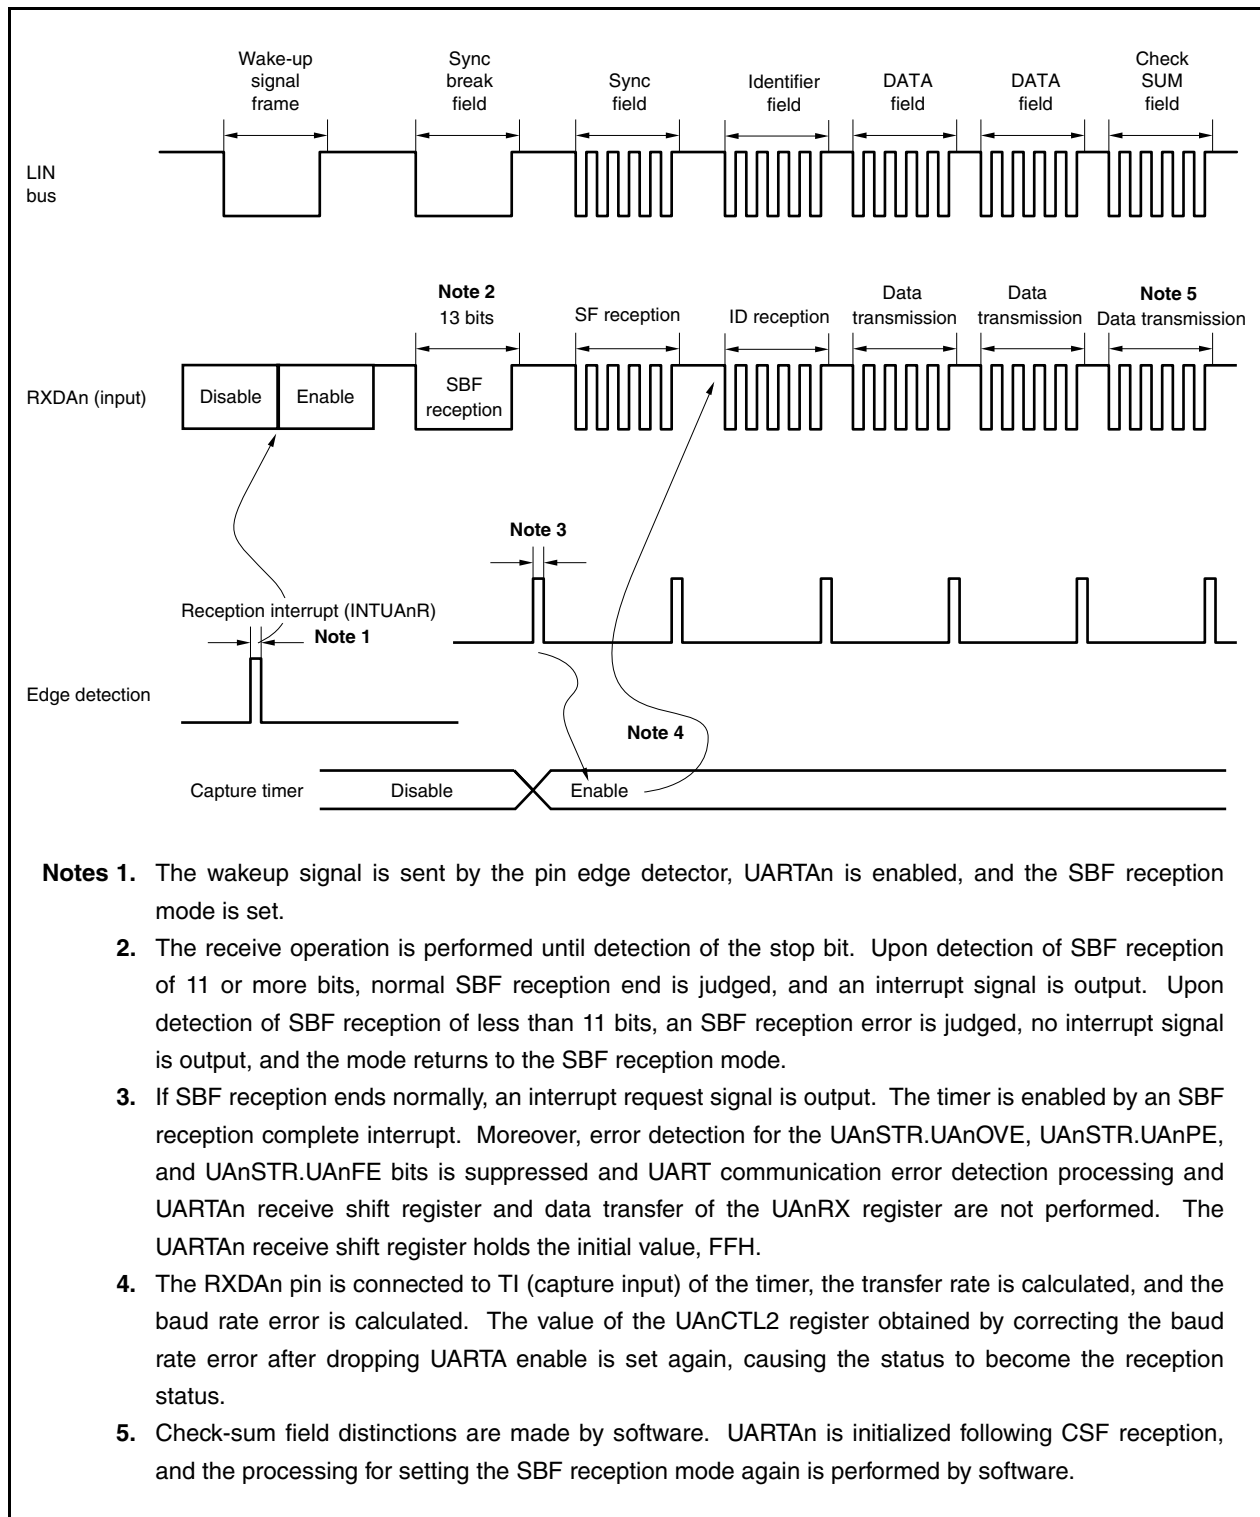 Wake-up
signal
frame
Sync
break
field
Sync
field
Identifier
field
DATA
field
DATA
field
Check
SUM
field
LIN
bus
Note 2
13 bits
SF reception
ID reception
Data
transmission
Data
transmission
Note 5
Data transmission
RXDAn (input)
Disable
Enable
SBF
reception
Note 3
Reception interrupt (INTUAnR)
Note 1
Edge detection
Note 4
Capture timer
Disable
Enable
Notes 1. The wakeup signal is sent by the pin edge detector, UARTAn is enabled, and the SBF reception
mode is set.
2. The receive operation is performed until detection of the stop bit. Upon detection of SBF reception
of 11 or more bits, normal SBF reception end is judged, and an interrupt signal is output. Upon
detection of SBF reception of less than 11 bits, an SBF reception error is judged, no interrupt signal
is output, and the mode returns to the SBF reception mode.
3. If SBF reception ends normally, an interrupt request signal is output. The timer is enabled by an SBF
reception complete interrupt. Moreover, error detection for the UAnSTR.UAnOVE, UAnSTR.UAnPE,
and UAnSTR.UAnFE bits is suppressed and UART communication error detection processing and
UARTAn receive shift register and data transfer of the UAnRX register are not performed. The
UARTAn receive shift register holds the initial value, FFH.
4. The RXDAn pin is connected to TI (capture input) of the timer, the transfer rate is calculated, and the
baud rate error is calculated. The value of the UAnCTL2 register obtained by correcting the baud
rate error after dropping UARTA enable is set again, causing the status to become the reception
status.
5. Check-sum field distinctions are made by software. UARTAn is initialized following CSF reception,
and the processing for setting the SBF reception mode again is performed by software.